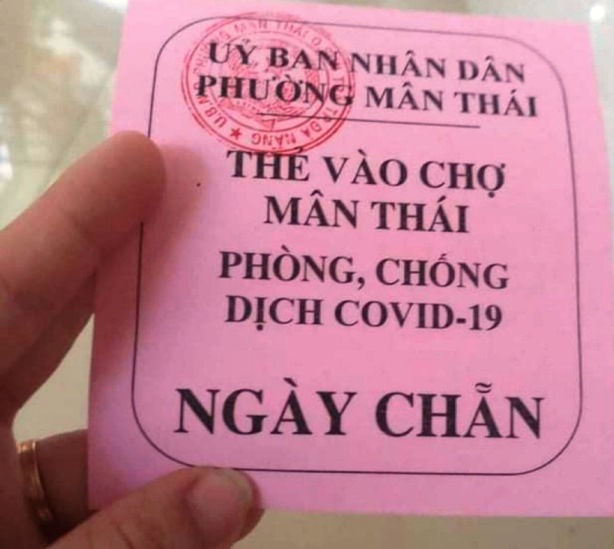 UỶ BAN NHÂN DÂN
PHƯỜNG MÂN THÁI
THẺ VÀO CHỢ
MÂN THÁI
PHÒNG, CHỐNG
DỊCH COVID-19
NGÀY CHẴN